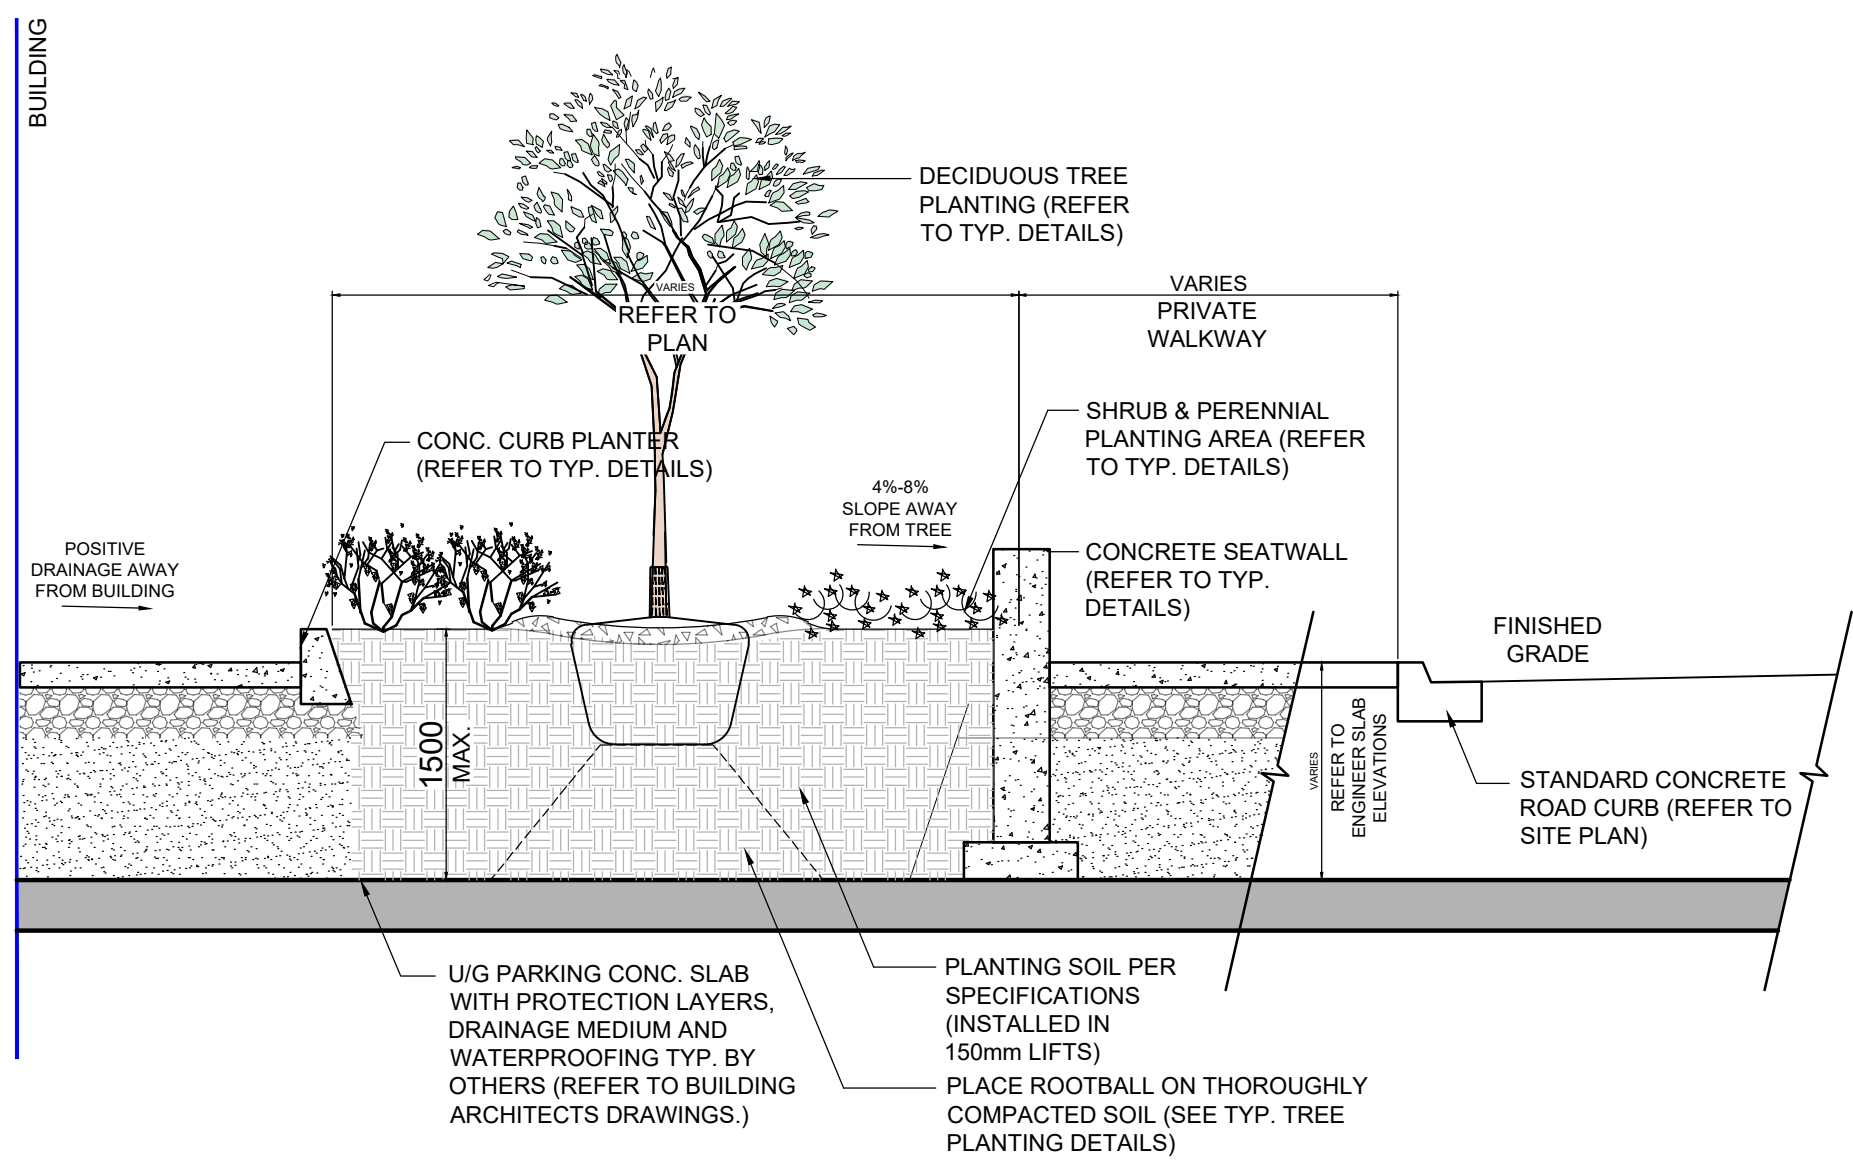 BUILDING
DECIDUOUS TREE
PLANTING (REFER
TO TYP. DETAILS)
VARIES
REFER TO
PLAN
VARIES
PRIVATE
WALKWAY
CONC. CURB PLANTER
(REFER TO TYP. DETAILS)
SHRUB & PERENNIAL
PLANTING AREA (REFER
TO TYP. DETAILS)
4%-8%
SLOPE AWAY
FROM TREE
POSITIVE
DRAINAGE AWAY
FROM BUILDING
CONCRETE SEATWALL
(REFER TO TYP.
DETAILS)
FINISHED
GRADE
1500
MAX.
VARIES
REFER TO
ENGINEER SLAB
ELEVATIONS
STANDARD CONCRETE
ROAD CURB (REFER TO
SITE PLAN)
U/G PARKING CONC. SLAB
WITH PROTECTION LAYERS,
DRAINAGE MEDIUM AND
WATERPROOFING TYP. BY
OTHERS (REFER TO BUILDING
ARCHITECTS DRAWINGS.)
PLANTING SOIL PER
SPECIFICATIONS
(INSTALLED IN
150mm LIFTS)
PLACE ROOTBALL ON THOROUGHLY
COMPACTED SOIL (SEE TYP. TREE
PLANTING DETAILS)